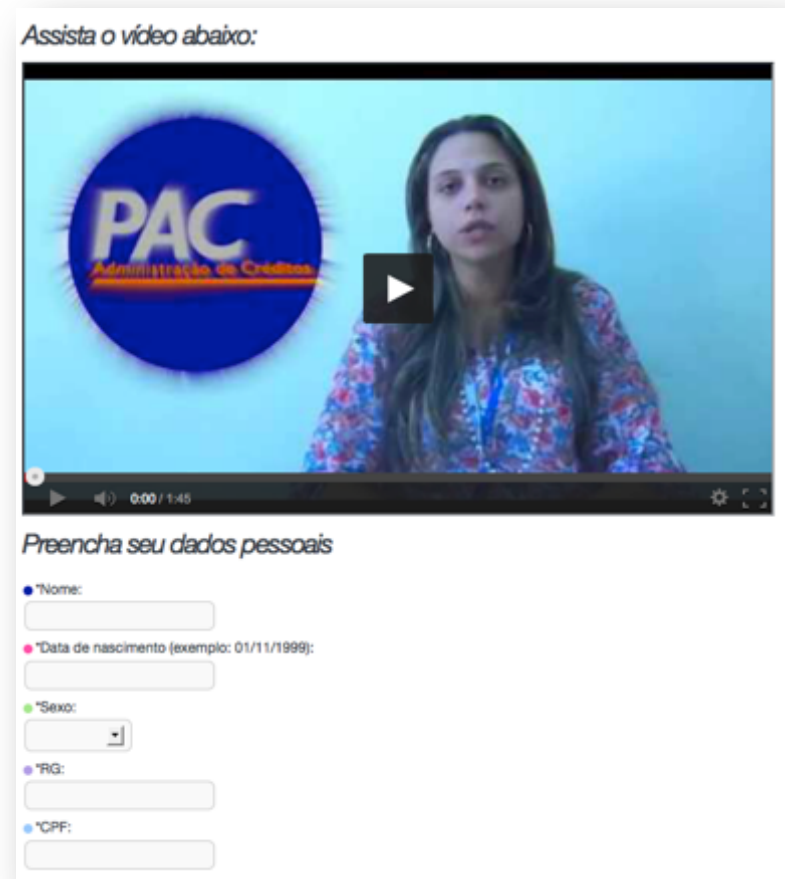 Assista o vídeo abaixo:
PAC
Administração de Créditos
0:00 / 1:45
Preencha seu dados pessoais
*Nome:
*Data de nascimento (exemplo: 01/11/1999):
*Sexo:
*RG:
*CPF: